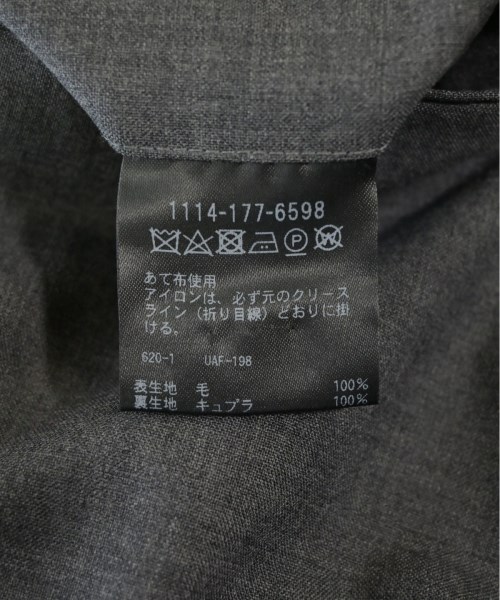 1114-177-6598
P W
あて布使用
アイロンは、必ず元のクリース
ライン（折り目線）どおりに掛
ける。
620-1 UAF-198
表生地 毛 100%
裏生地 キュプラ 100%